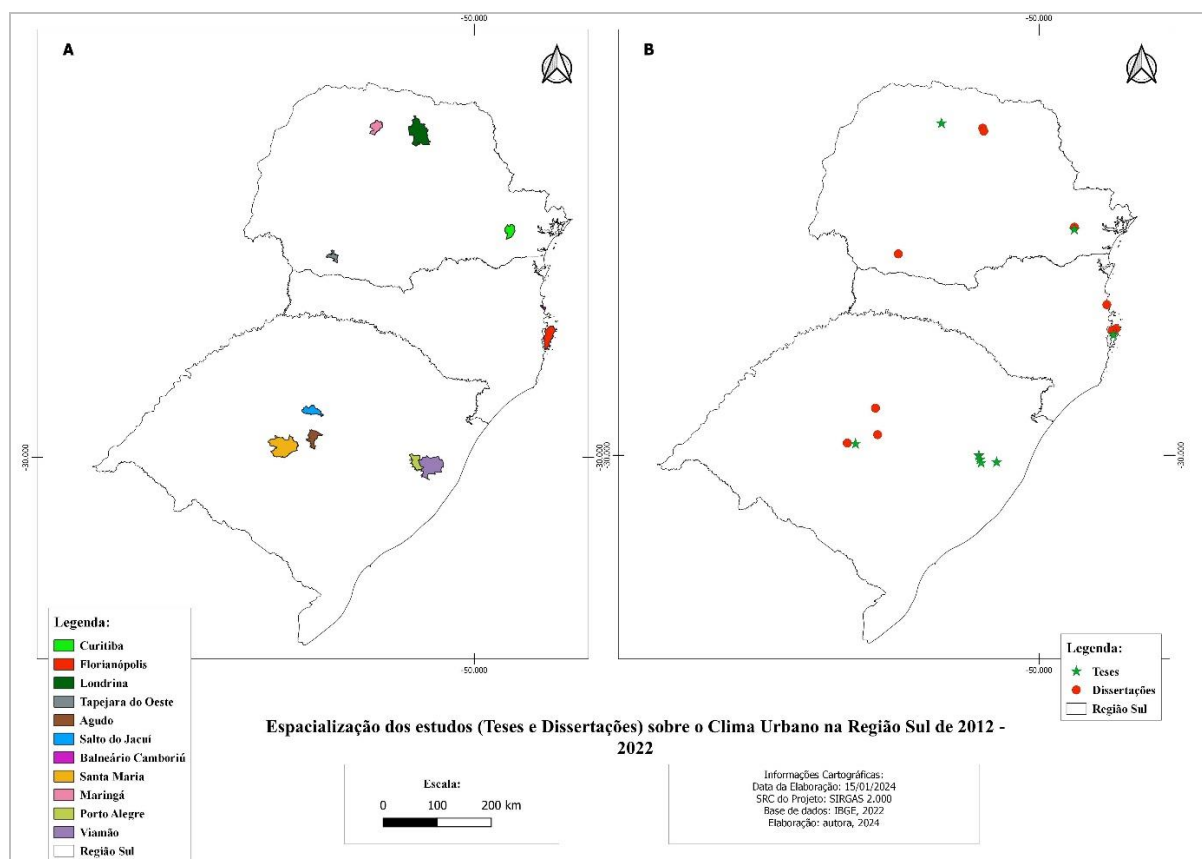 -50.000
-50.000
A
B
-30.000
-30.000
-30.000
-50.000
-50.000
Legenda:
Curitiba
Florianópolis
Londrina
Tapejara do Oeste
Agudo
Salto do Jacuí
Balneário Camboriú
Santa Maria
Maringá
Porto Alegre
Viamão
Região Sul
Legenda:
Teses
Dissertações
Região Sul
Espacialização dos estudos (Teses e Dissertações) sobre o Clima Urbano na Região Sul de 2012 -
2022
Escala:
0 100 200 km
Informações Cartográficas:
Data da Elaboração: 15/01/2024
SRC do Projeto: SIRGAS 2.000
Base de dados: IBGE, 2022
Elaboração: autora, 2024